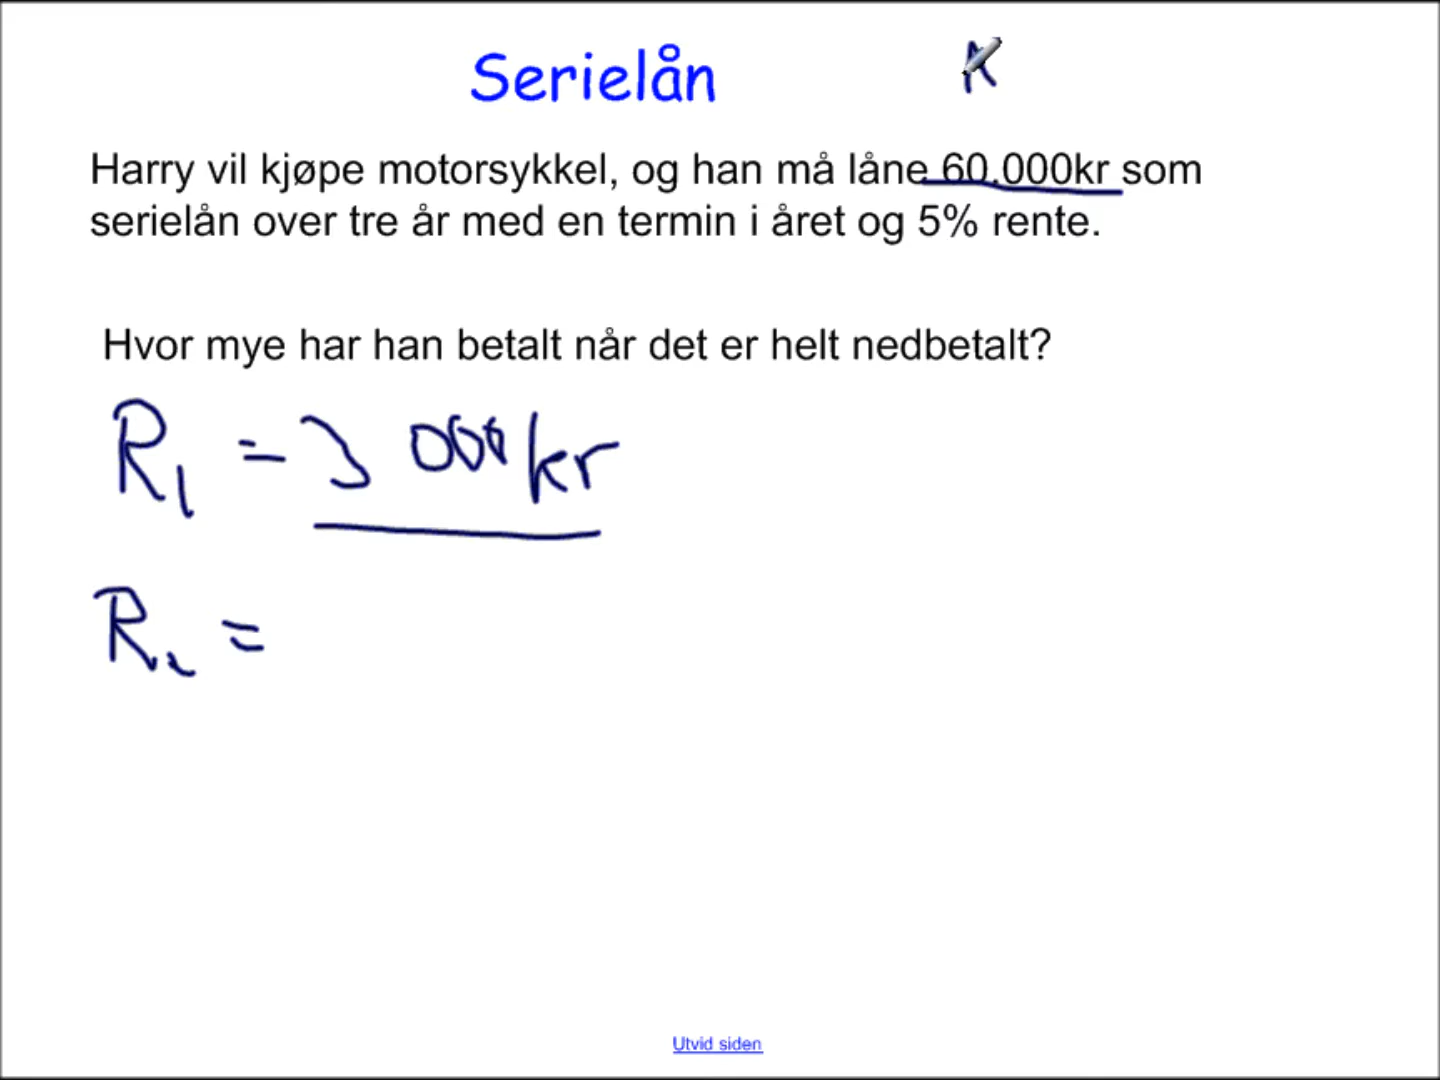 Serielån
Harry vil kjøpe motorsykkel, og han må låne 60.000kr som
serielån over tre år med en termin i året og 5% rente.
Hvor mye har han betalt når det er helt nedbetalt?
R₁ = 3 000kr
R₂ =
Utvid siden